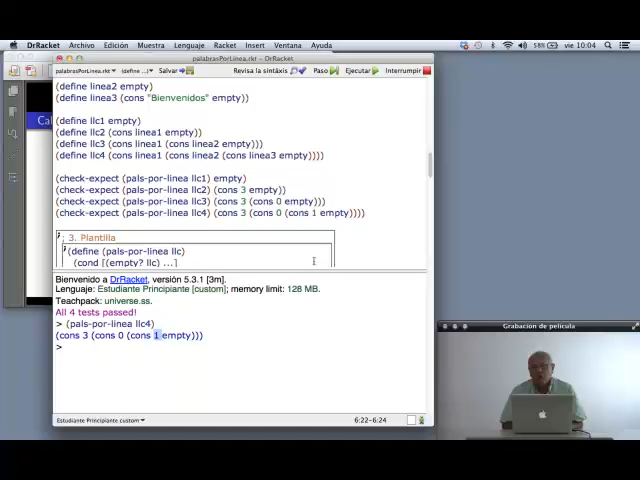 DrRacket Archivo Edición Muestra Lenguaje Racket Insert Ventana Ayuda 58% vie 10:04
palabrasPorLinea.rkt - DrRacket
palabrasPorLinea.rkt (define ...) Salvar Revisa la sintáxis Paso Ejecutar Interrumpir
Cal
(define linea2 empty)
(define linea3 (cons "Bienvenidos" empty))
(define llc1 empty)
(define llc2 (cons linea1 empty))
(define llc3 (cons linea1 (cons linea2 empty)))
(define llc4 (cons linea1 (cons linea2 (cons linea3 empty))))
(check-expect (pals-por-linea llc1) empty)
(check-expect (pals-por-linea llc2) (cons 3 empty))
(check-expect (pals-por-linea llc3) (cons 3 (cons 0 empty)))
(check-expect (pals-por-linea llc4) (cons 3 (cons 0 (cons 1 empty))))
; 3. Plantilla
(define (pals-por-linea llc)
(cond [(empty? llc) ...]
Bienvenido a DrRacket, versión 5.3.1 [3m].
Lenguaje: Estudiante Principiante [custom]; memory limit: 128 MB.
Teachpack: universe.ss.
All 4 tests passed!
> (pals-por-linea llc4)
(cons 3 (cons 0 (cons 1 empty)))
>
Estudiante Principiante custom 6:22-6:24
Grabación de película